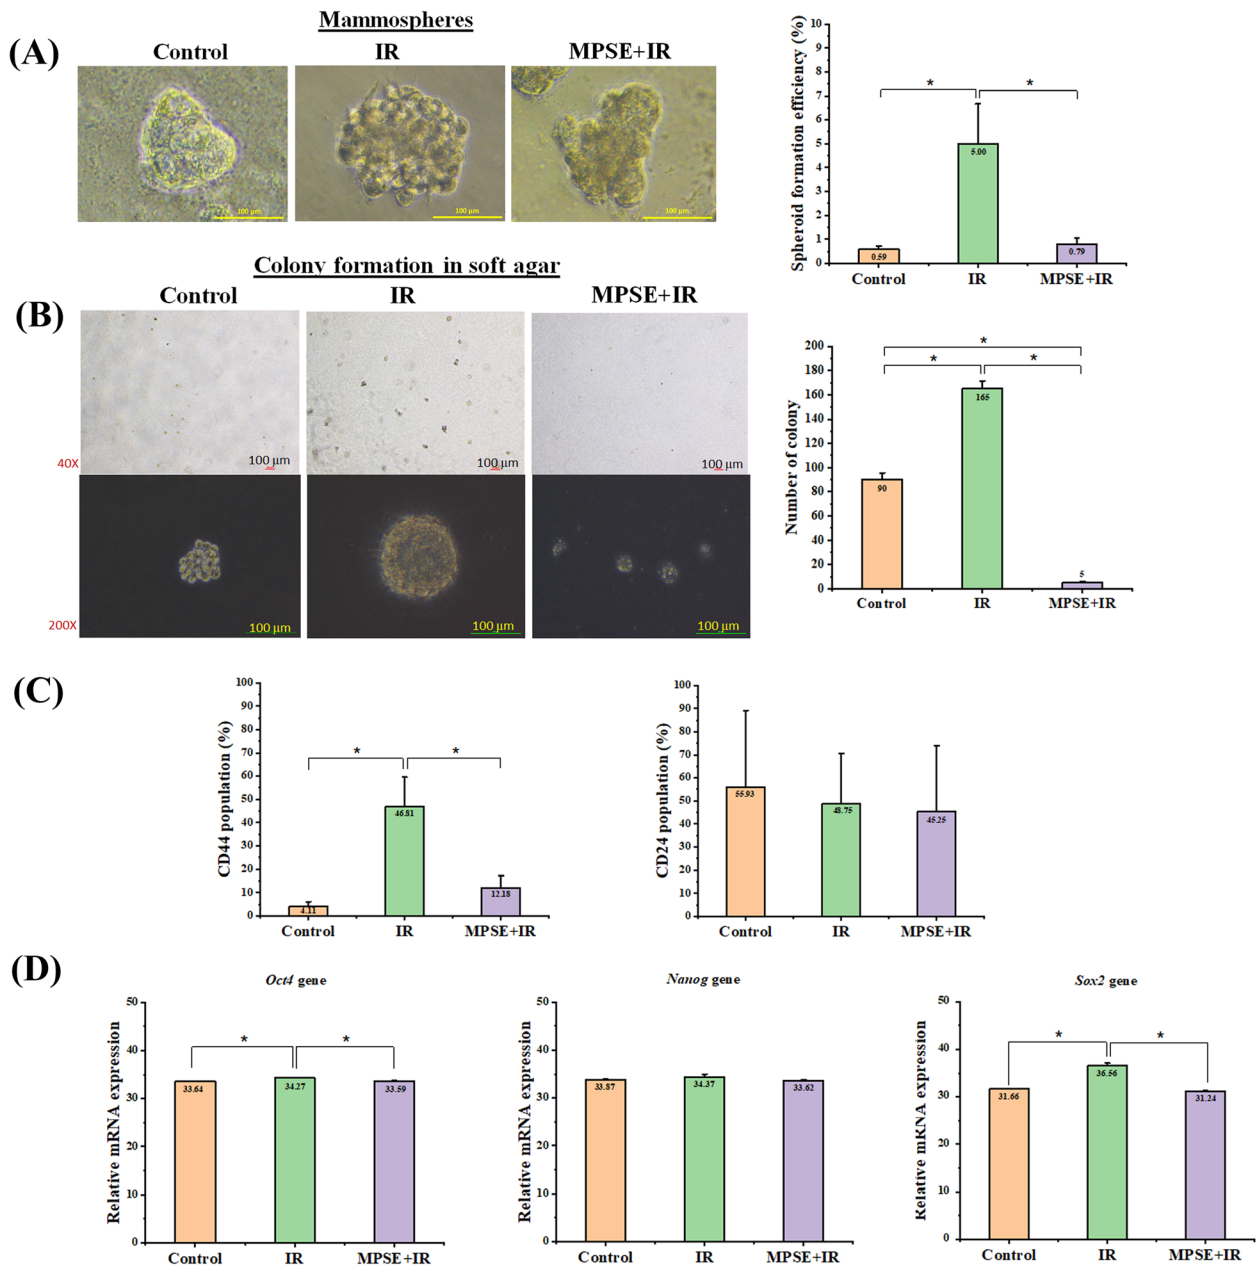 (A)
Mammospheres
Control IR MPSE+IR
100 μm 100 μm 100 μm
Spheroid formation efficiency (%)
10
9
8
7
6
5
4
3
2
1
0
* *
0.59 5.00 0.79
Control IR MPSE+IR
(B)
Colony formation in soft agar
Control IR MPSE+IR
40X 100 μm 100 μm 100 μm
200X 100 μm 100 μm 100 μm
Number of colony
200
180
160
140
120
100
80
60
40
20
0
*
* *
90 165 5
Control IR MPSE+IR
(C)
CD44 population (%)
100
90
80
70
60
50
40
30
20
10
0
* *
4.11 46.81 12.18
Control IR MPSE+IR
CD24 population (%)
100
90
80
70
60
50
40
30
20
10
0
55.93 48.75 45.25
Control IR MPSE+IR
(D)
Oct4 gene
Relative mRNA expression
50
40
30
20
10
0
* *
33.64 34.27 33.59
Control IR MPSE+IR
Nanog gene
Relative mRNA expression
50
40
30
20
10
0
33.87 34.37 33.62
Control IR MPSE+IR
Sox2 gene
Relative mRNA expression
50
40
30
20
10
0
* *
31.66 36.56 31.24
Control IR MPSE+IR